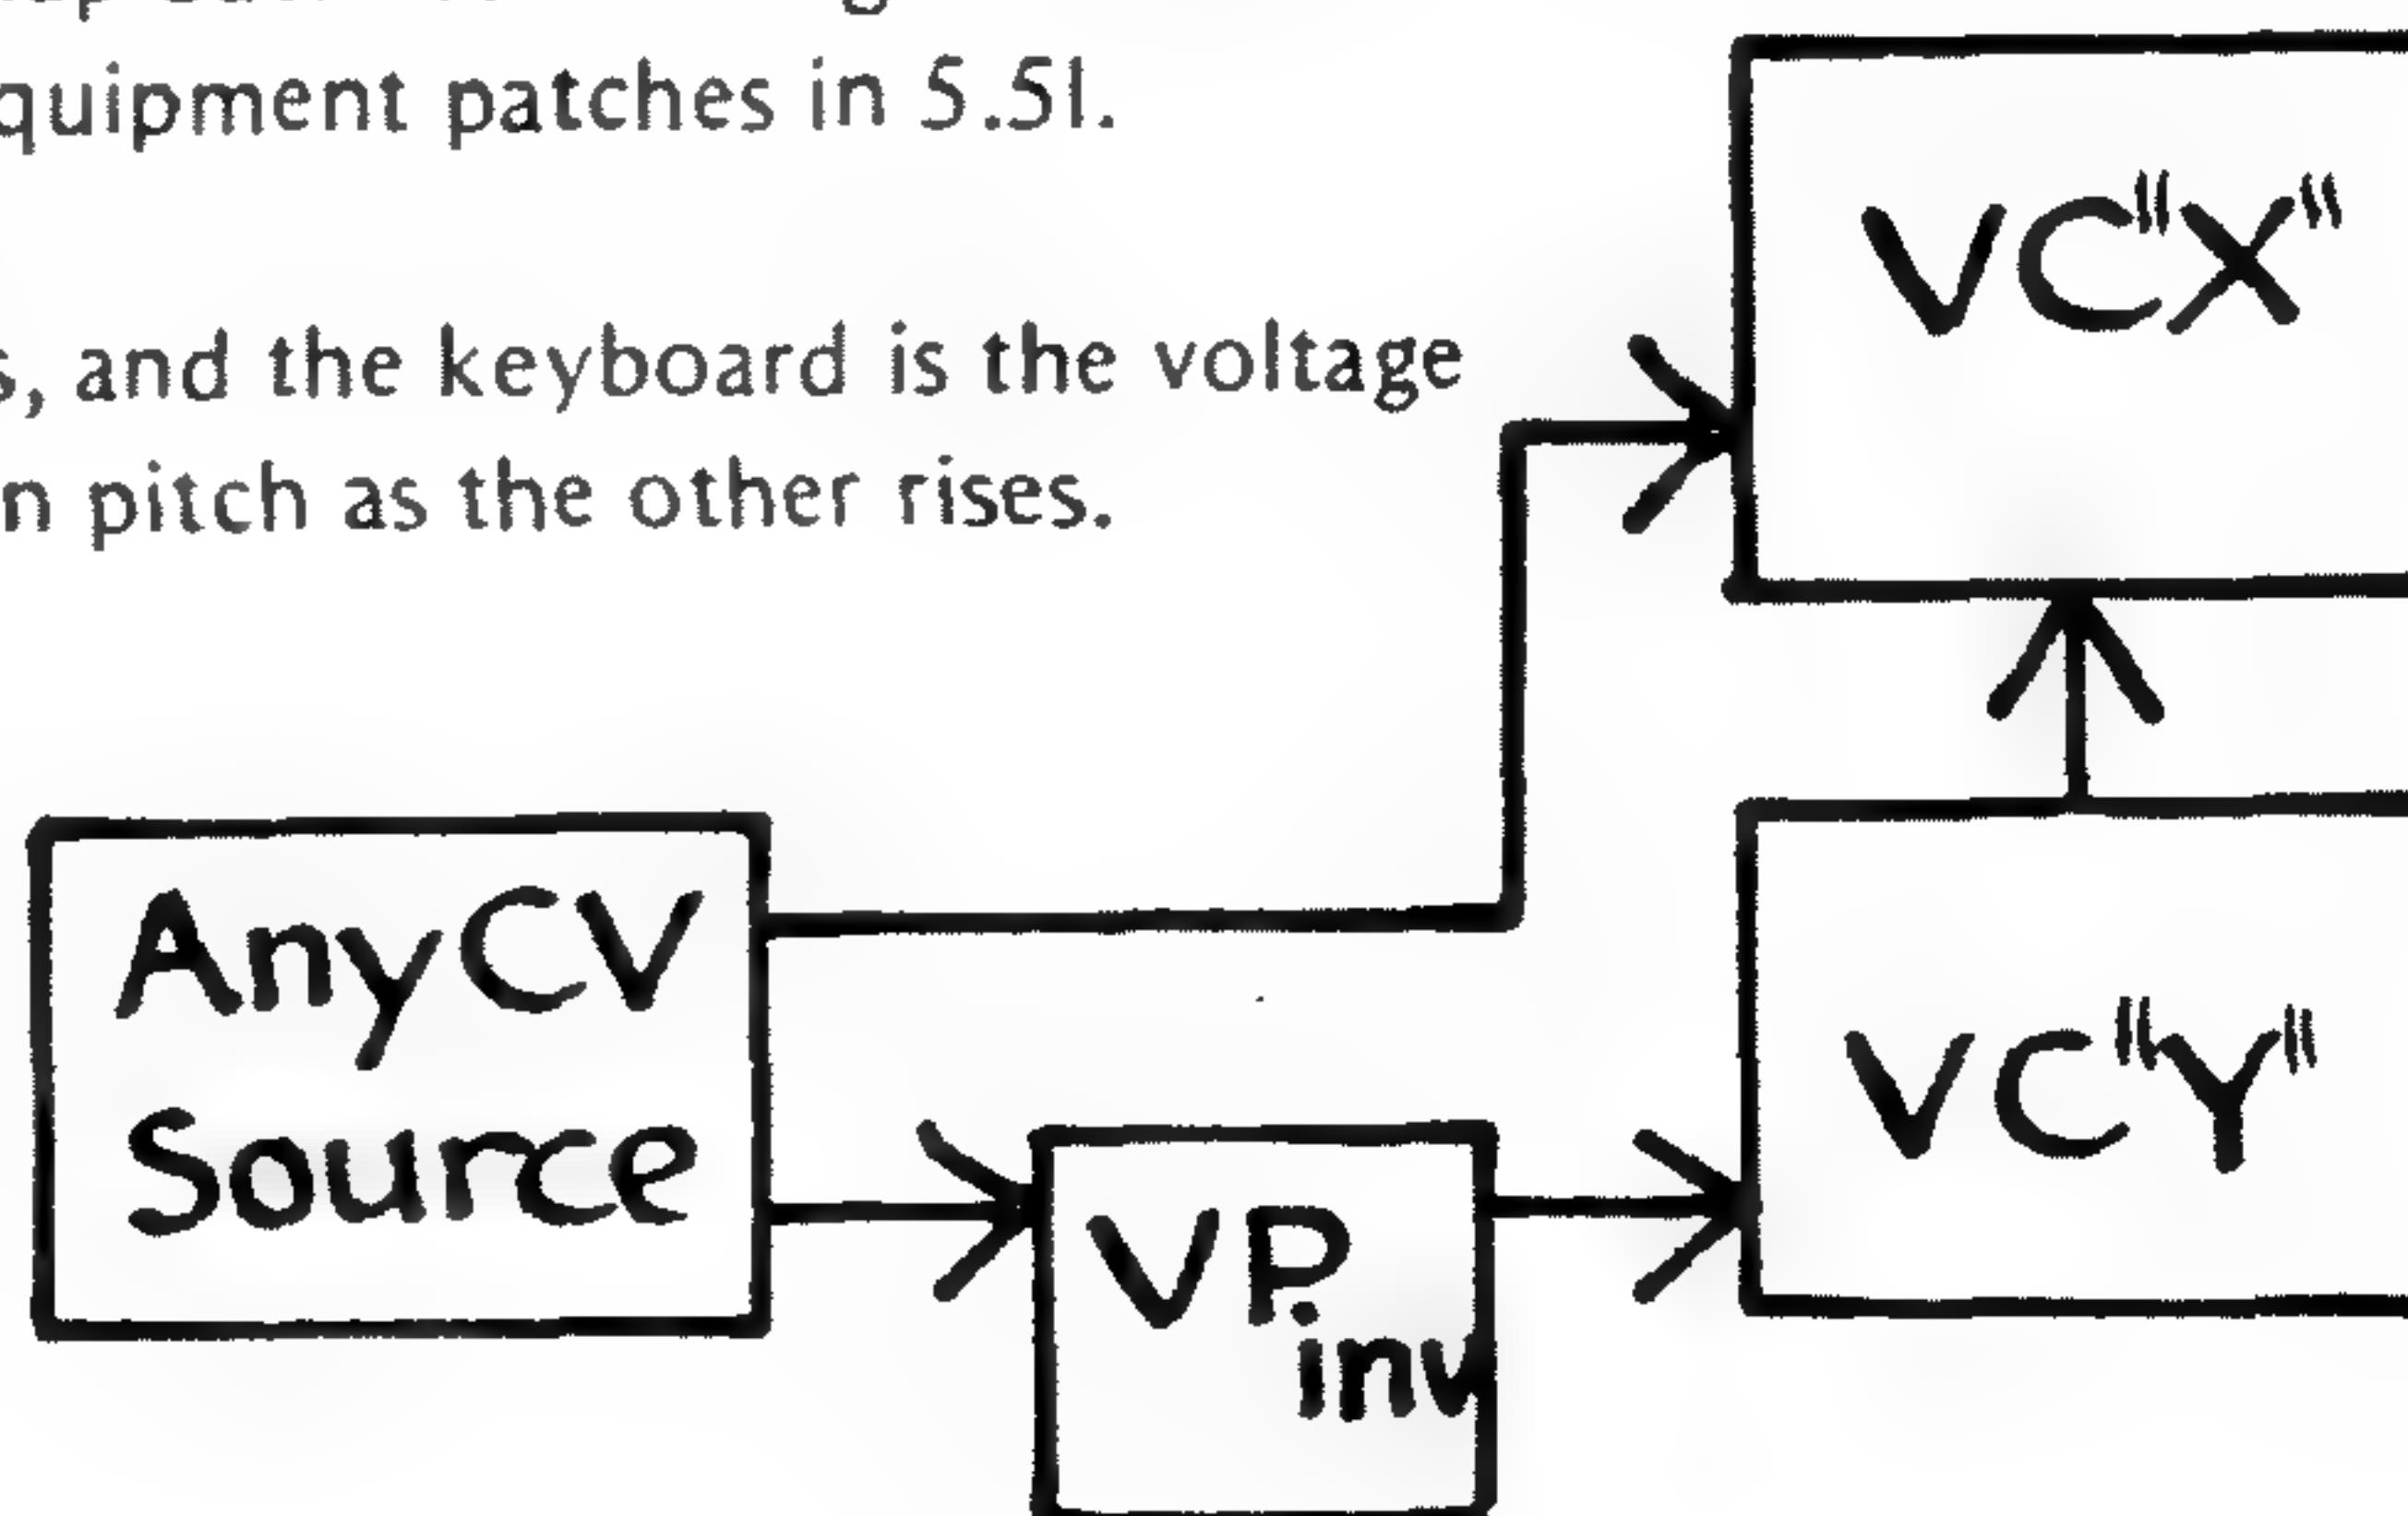 quipment patches in 5.51.
s, and the keyboard is the voltage
n pitch as the other rises.
VC"X"
Any CV
Source
VC"Y"
VP
inv